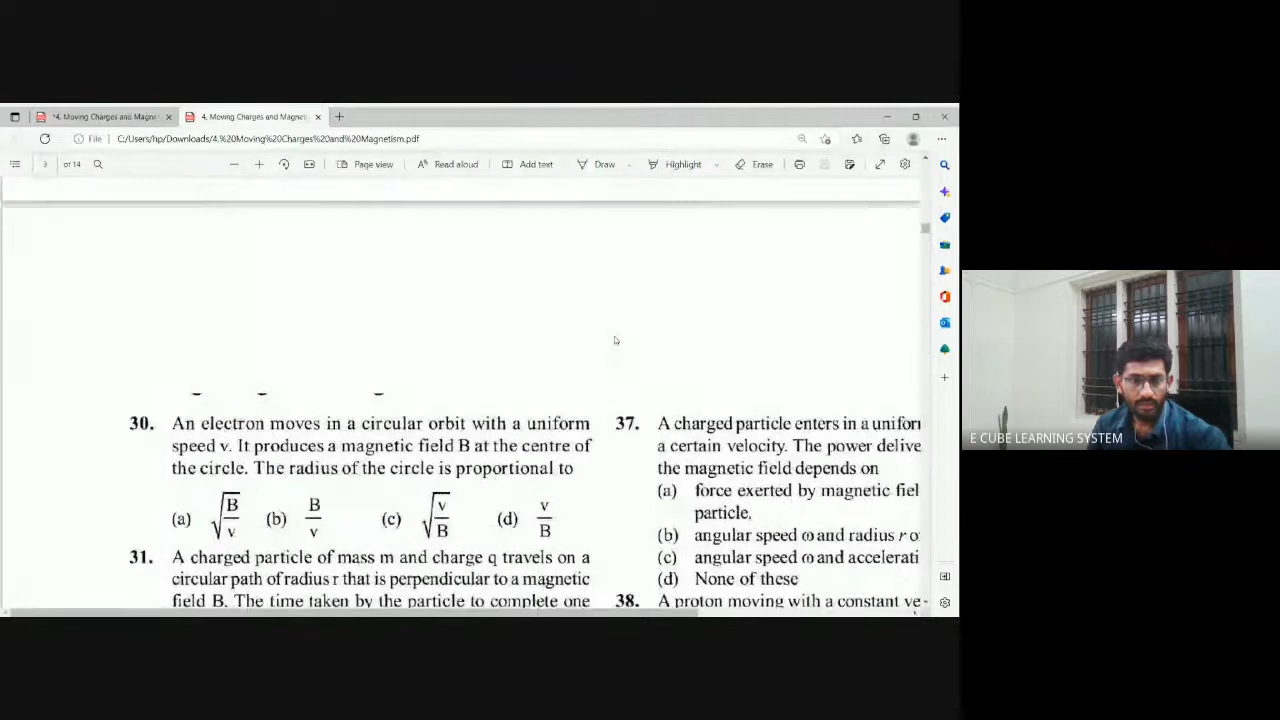 *4. Moving Charges and Magne
4. Moving Charges and Magneti
File C:/Users/hp/Downloads/4.%20Moving%20Charges%20and%20Magnetism.pdf
3 of 14 Page view Read aloud Add text Draw Highlight Erase
30. An electron moves in a circular orbit with a uniform
speed v. It produces a magnetic field B at the centre of
the circle. The radius of the circle is proportional to
(a) √(B/v) (b) B/v (c) √(v/B) (d) v/B
31. A charged particle of mass m and charge q travels on a
circular path of radius r that is perpendicular to a magnetic
field B. The time taken by the particle to complete one
37. A charged particle enters in a unifor
a certain velocity. The power delive
the magnetic field depends on
(a) force exerted by magnetic fiel
particle.
(b) angular speed ω and radius r o
(c) angular speed ω and accelerati
(d) None of these
38. A proton moving with a constant ve
E CUBE LEARNING SYSTEM